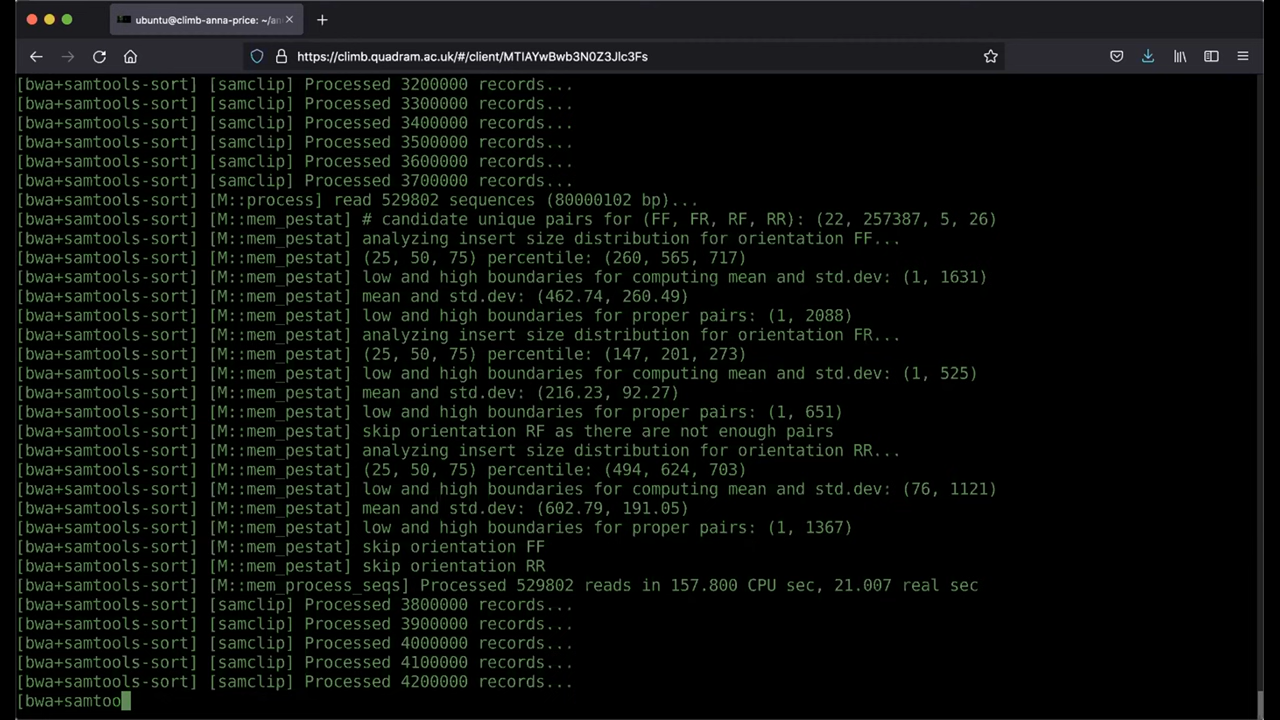 ubuntu@climb-anna-price: ~/an
https://climb.quadram.ac.uk/#/client/MTIAYwBwb3N0Z3Jlc3Fs
[bwa+samtools-sort] [samclip] Processed 3200000 records...
[bwa+samtools-sort] [samclip] Processed 3300000 records...
[bwa+samtools-sort] [samclip] Processed 3400000 records...
[bwa+samtools-sort] [samclip] Processed 3500000 records...
[bwa+samtools-sort] [samclip] Processed 3600000 records...
[bwa+samtools-sort] [samclip] Processed 3700000 records...
[bwa+samtools-sort] [M::process] read 529802 sequences (80000102 bp)...
[bwa+samtools-sort] [M::mem_pestat] # candidate unique pairs for (FF, FR, RF, RR): (22, 257387, 5, 26)
[bwa+samtools-sort] [M::mem_pestat] analyzing insert size distribution for orientation FF...
[bwa+samtools-sort] [M::mem_pestat] (25, 50, 75) percentile: (260, 565, 717)
[bwa+samtools-sort] [M::mem_pestat] low and high boundaries for computing mean and std.dev: (1, 1631)
[bwa+samtools-sort] [M::mem_pestat] mean and std.dev: (462.74, 260.49)
[bwa+samtools-sort] [M::mem_pestat] low and high boundaries for proper pairs: (1, 2088)
[bwa+samtools-sort] [M::mem_pestat] analyzing insert size distribution for orientation FR...
[bwa+samtools-sort] [M::mem_pestat] (25, 50, 75) percentile: (147, 201, 273)
[bwa+samtools-sort] [M::mem_pestat] low and high boundaries for computing mean and std.dev: (1, 525)
[bwa+samtools-sort] [M::mem_pestat] mean and std.dev: (216.23, 92.27)
[bwa+samtools-sort] [M::mem_pestat] low and high boundaries for proper pairs: (1, 651)
[bwa+samtools-sort] [M::mem_pestat] skip orientation RF as there are not enough pairs
[bwa+samtools-sort] [M::mem_pestat] analyzing insert size distribution for orientation RR...
[bwa+samtools-sort] [M::mem_pestat] (25, 50, 75) percentile: (494, 624, 703)
[bwa+samtools-sort] [M::mem_pestat] low and high boundaries for computing mean and std.dev: (76, 1121)
[bwa+samtools-sort] [M::mem_pestat] mean and std.dev: (602.79, 191.05)
[bwa+samtools-sort] [M::mem_pestat] low and high boundaries for proper pairs: (1, 1367)
[bwa+samtools-sort] [M::mem_pestat] skip orientation FF
[bwa+samtools-sort] [M::mem_pestat] skip orientation RR
[bwa+samtools-sort] [M::mem_process_seqs] Processed 529802 reads in 157.800 CPU sec, 21.007 real sec
[bwa+samtools-sort] [samclip] Processed 3800000 records...
[bwa+samtools-sort] [samclip] Processed 3900000 records...
[bwa+samtools-sort] [samclip] Processed 4000000 records...
[bwa+samtools-sort] [samclip] Processed 4100000 records...
[bwa+samtools-sort] [samclip] Processed 4200000 records...
[bwa+samtoo